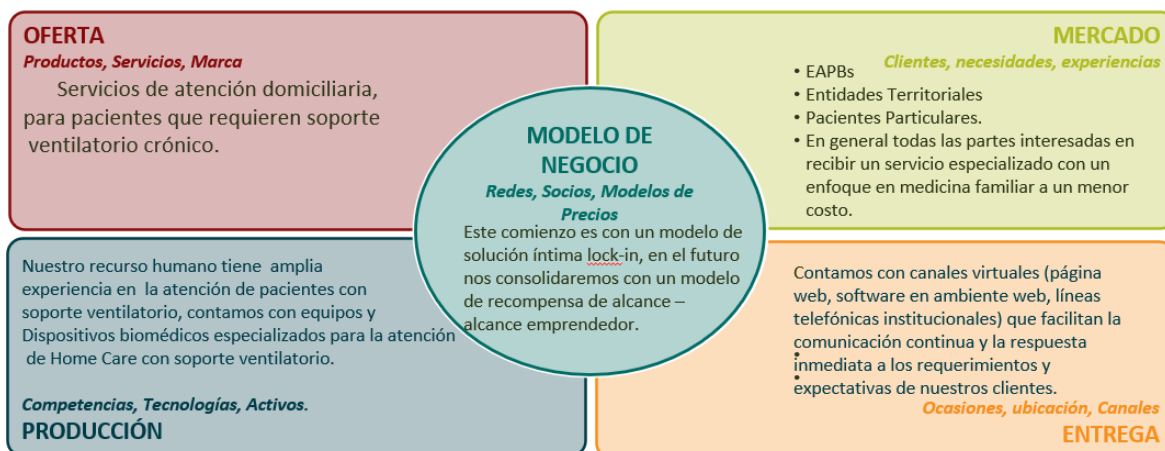 OFERTA
Productos, Servicios, Marca
Servicios de atención domiciliaria,
para pacientes que requieren soporte
ventilatorio crónico.
MERCADO
Clientes, necesidades, experiencias
• EAPBs
• Entidades Territoriales
• Pacientes Particulares.
• En general todas las partes interesadas en
recibir un servicio especializado con un
enfoque en medicina familiar a un menor
costo.
MODELO DE
NEGOCIO
Redes, Socios, Modelos de
Precios
Este comienzo es con un modelo de
solución íntima lock-in, en el futuro
nos consolidaremos con un modelo
de recompensa de alcance –
alcance emprendedor.
Nuestro recurso humano tiene amplia
experiencia en la atención de pacientes con
soporte ventilatorio, contamos con equipos y
Dispositivos biomédicos especializados para la atención
de Home Care con soporte ventilatorio.
Competencias, Tecnologías, Activos.
PRODUCCIÓN
Contamos con canales virtuales (página
web, software en ambiente web, líneas
telefónicas institucionales) que facilitan la
comunicación continua y la respuesta
inmediata a los requerimientos y
expectativas de nuestros clientes.
Ocasiones, ubicación, Canales
ENTREGA